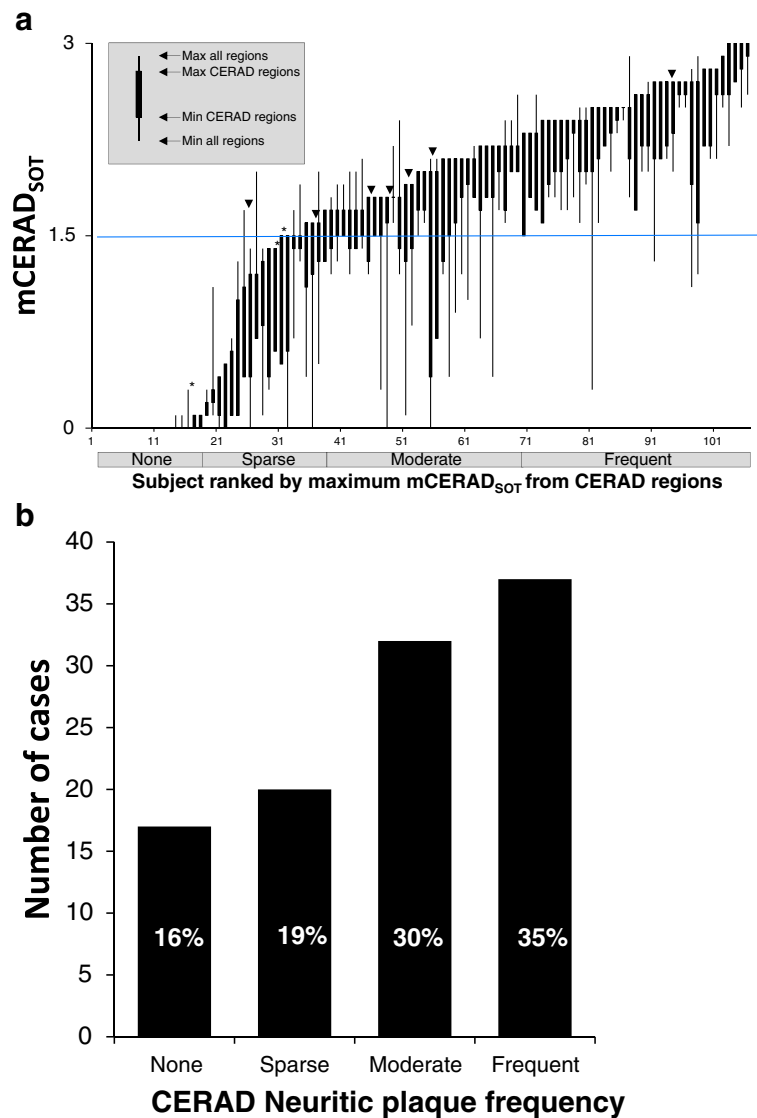 a
3
Max all regions
Max CERAD regions
Min CERAD regions
Min all regions
mCERADSOT
1.5
*
*
*
0
1 11 21 31 41 51 61 71 81 91 101
None Sparse Moderate Frequent
Subject ranked by maximum mCERADSOT from CERAD regions
b
40
35
30
25
20
15
10
5
0
Number of cases
16% 19% 30% 35%
None Sparse Moderate Frequent
CERAD Neuritic plaque frequency